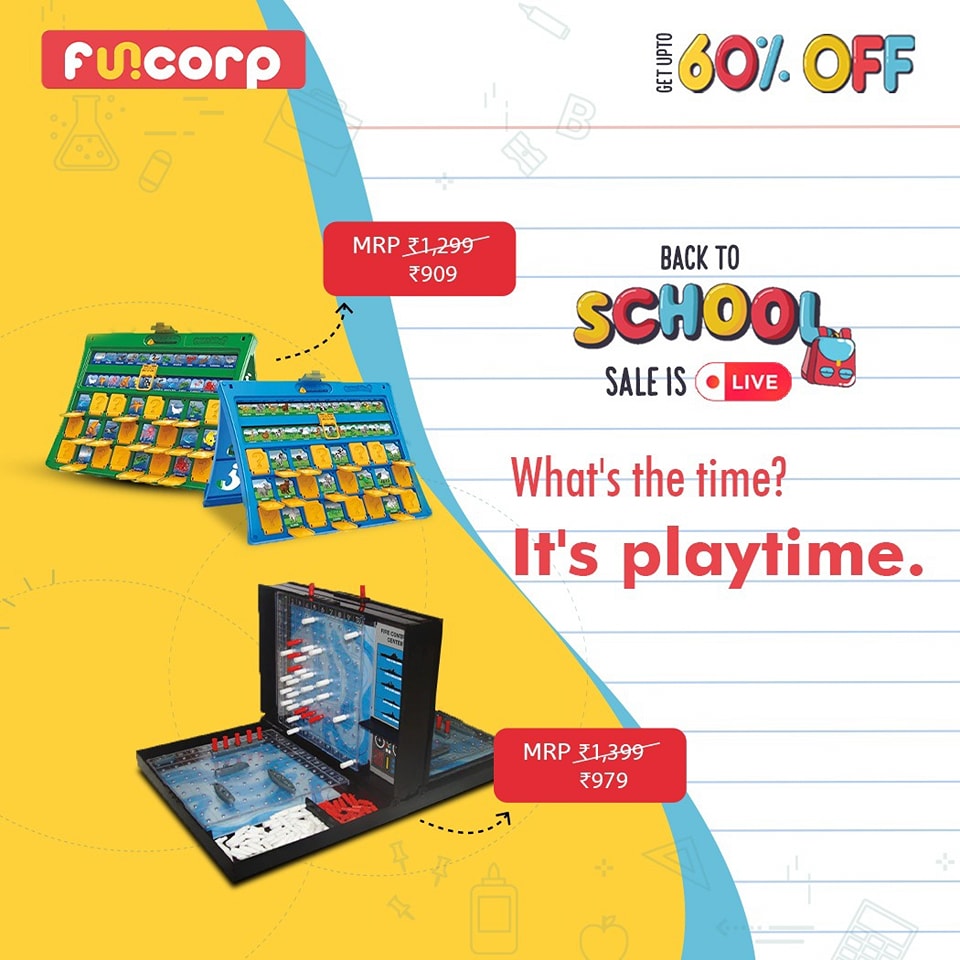 FUNCORP
GET UPTO
60% OFF
MRP ₹1,299
₹909
BACK TO
SCHOOL
SALE IS LIVE
What's the time?
It's playtime.
MRP ₹1,399
₹979
B